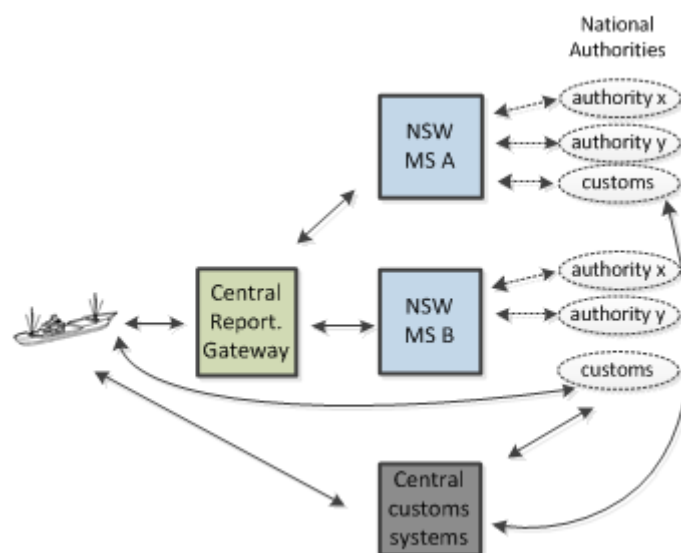 National
Authorities
NSW
MS A
authority x
authority y
customs
Central
Report.
Gateway
NSW
MS B
authority x
authority y
customs
Central
customs
systems